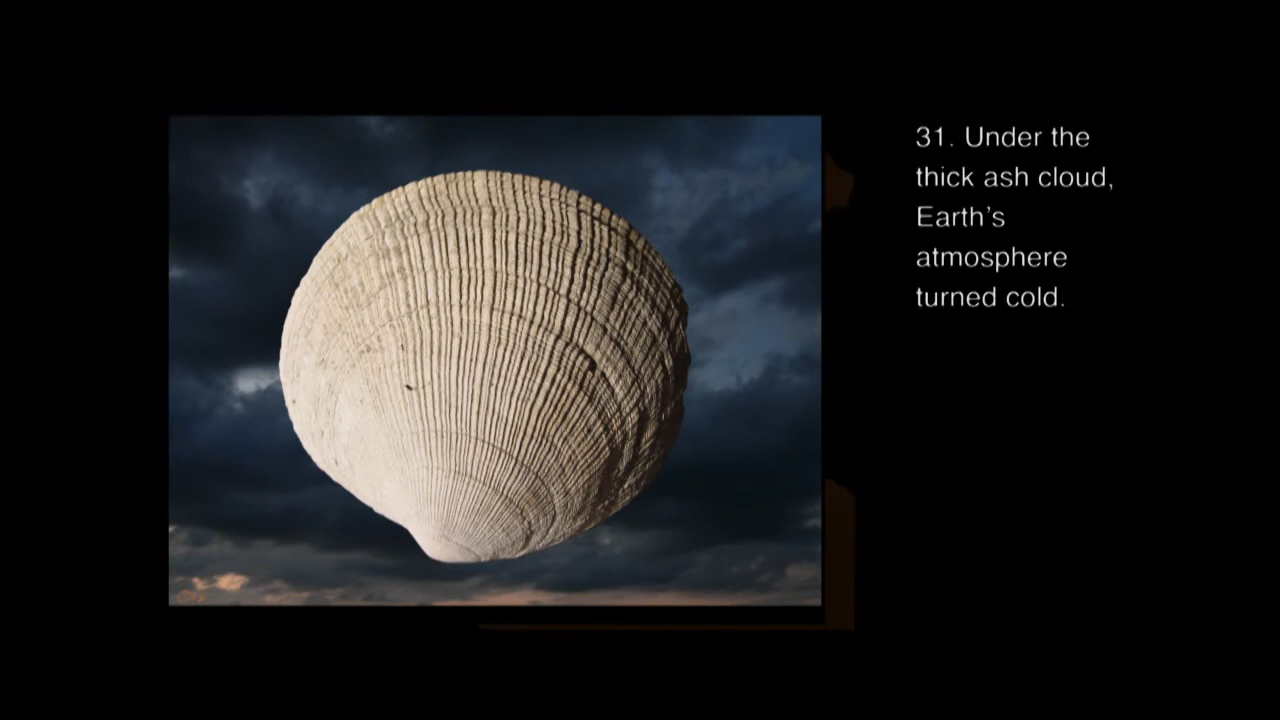 31. Under the
thick ash cloud,
Earth’s
atmosphere
turned cold.